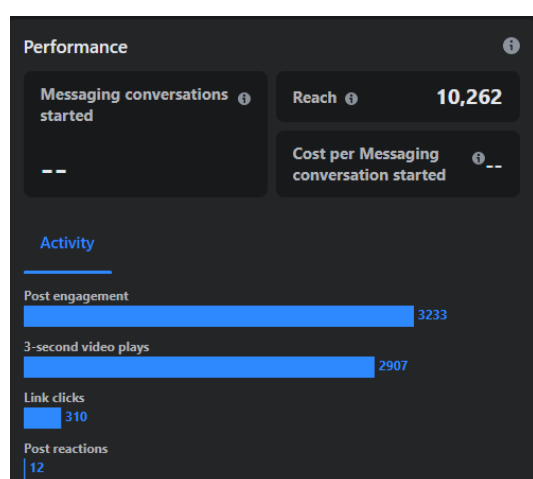 Performance
Messaging conversations
started
--
Reach
10,262
Cost per Messaging
conversation started
--
Activity
Post engagement
3233
3-second video plays
2907
Link clicks
310
Post reactions
12